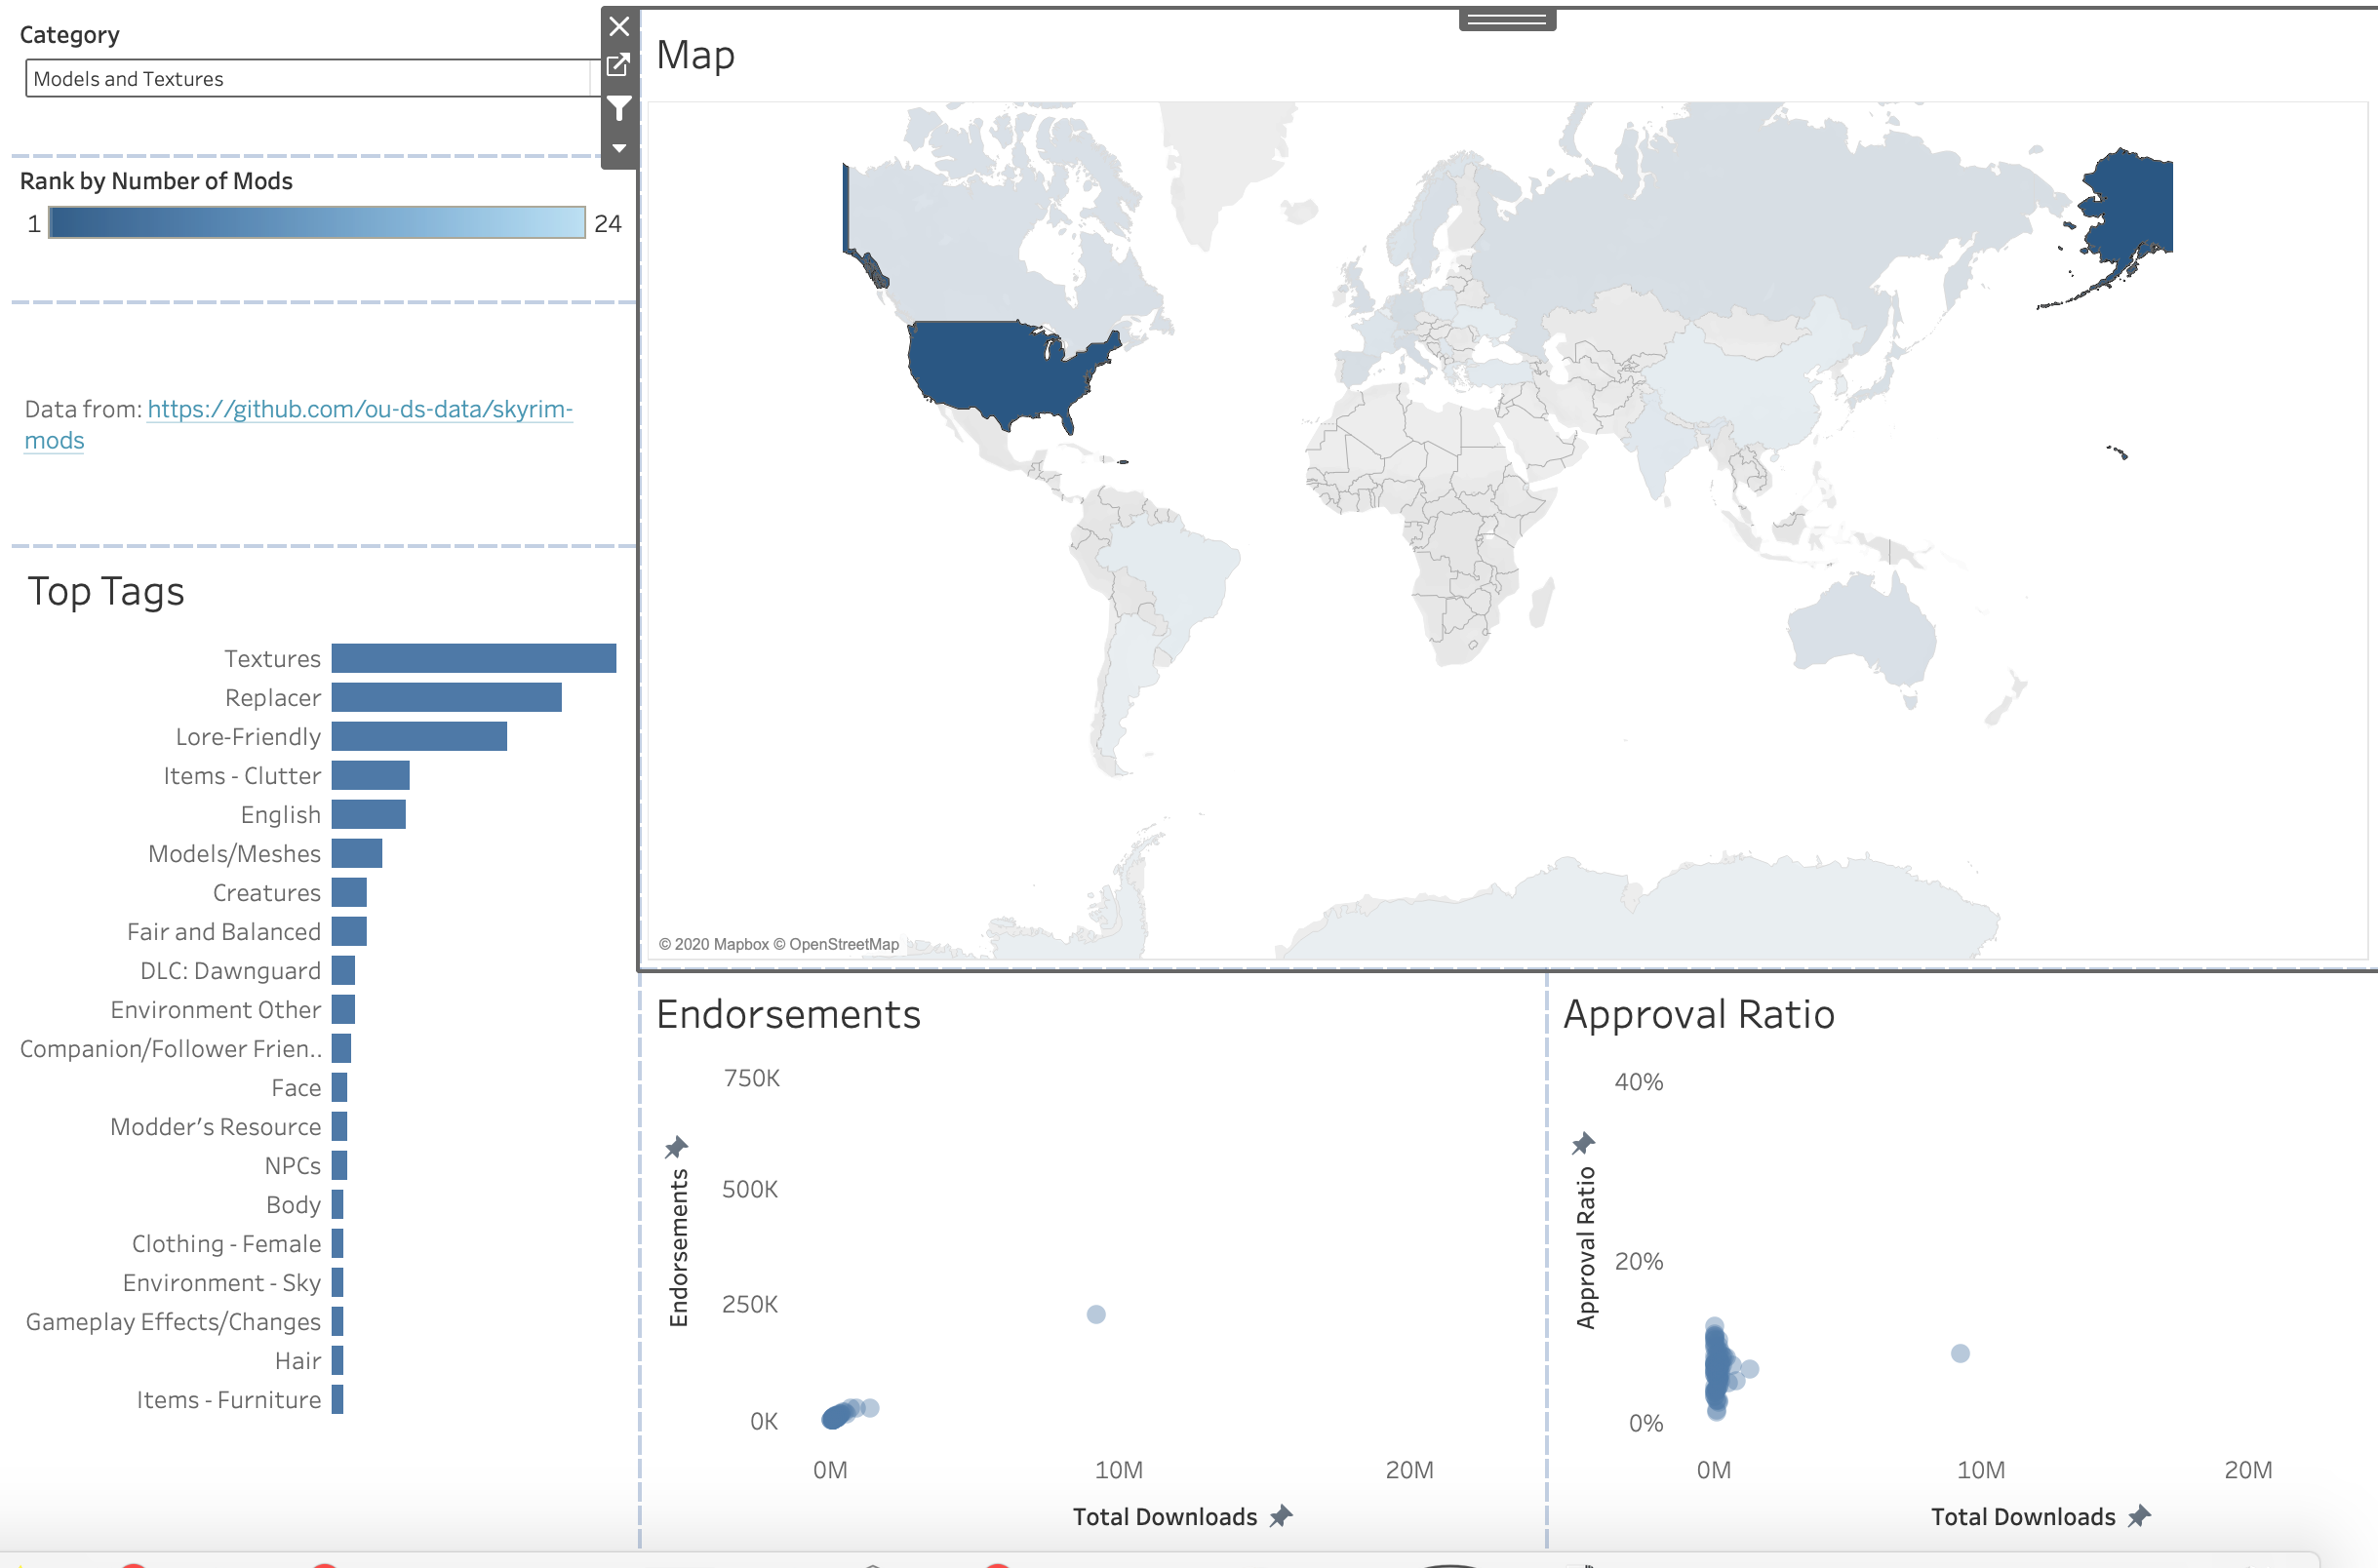 Category
Models and Textures
Rank by Number of Mods
1
24
Data from: https://github.com/ou-ds-data/skyrim-
mods
Top Tags
Textures
Replacer
Lore-Friendly
Items - Clutter
English
Models/Meshes
Creatures
Fair and Balanced
DLC: Dawnguard
Environment Other
Companion/Follower Frien..
Face
Modder's Resource
NPCs
Body
Clothing - Female
Environment - Sky
Gameplay Effects/Changes
Hair
Items - Furniture
Map
© 2020 Mapbox © OpenStreetMap
Endorsements
750K
500K
250K
0K
Endorsements
0M
10M
20M
Total Downloads
Approval Ratio
40%
20%
0%
Approval Ratio
0M
10M
20M
Total Downloads